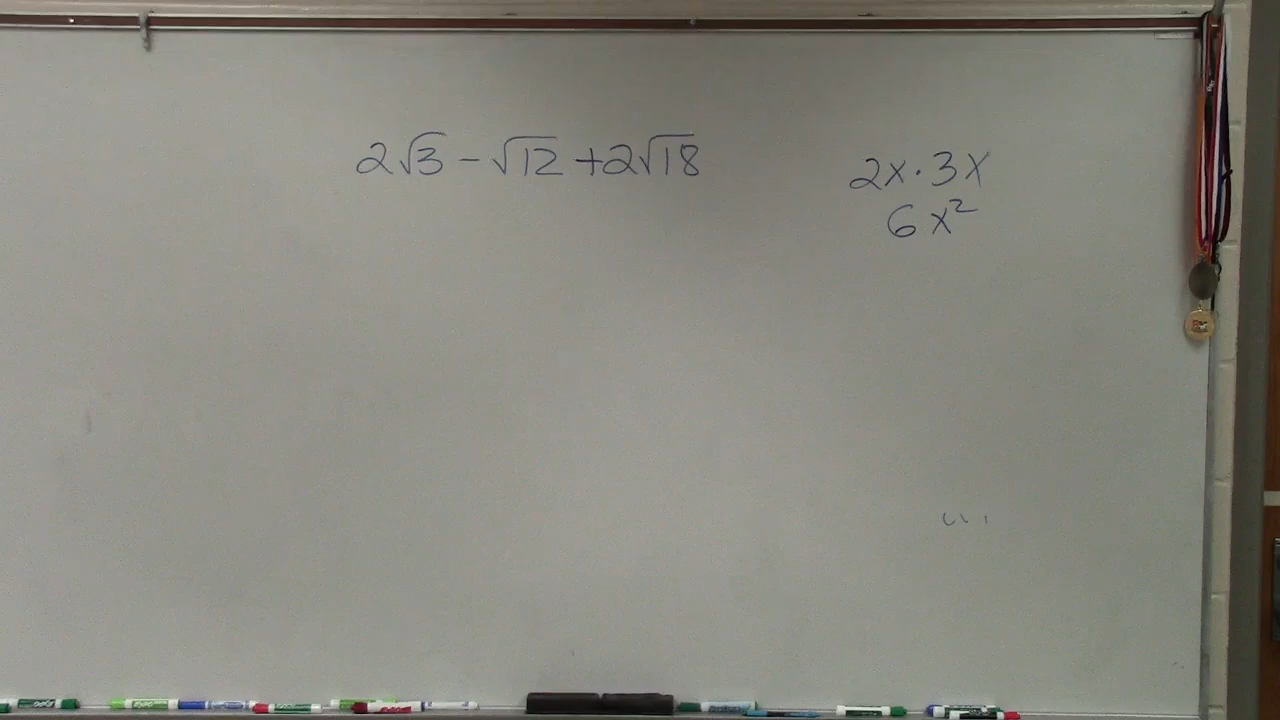 2√3 - √12 + 2√18
2x · 3x
6x²